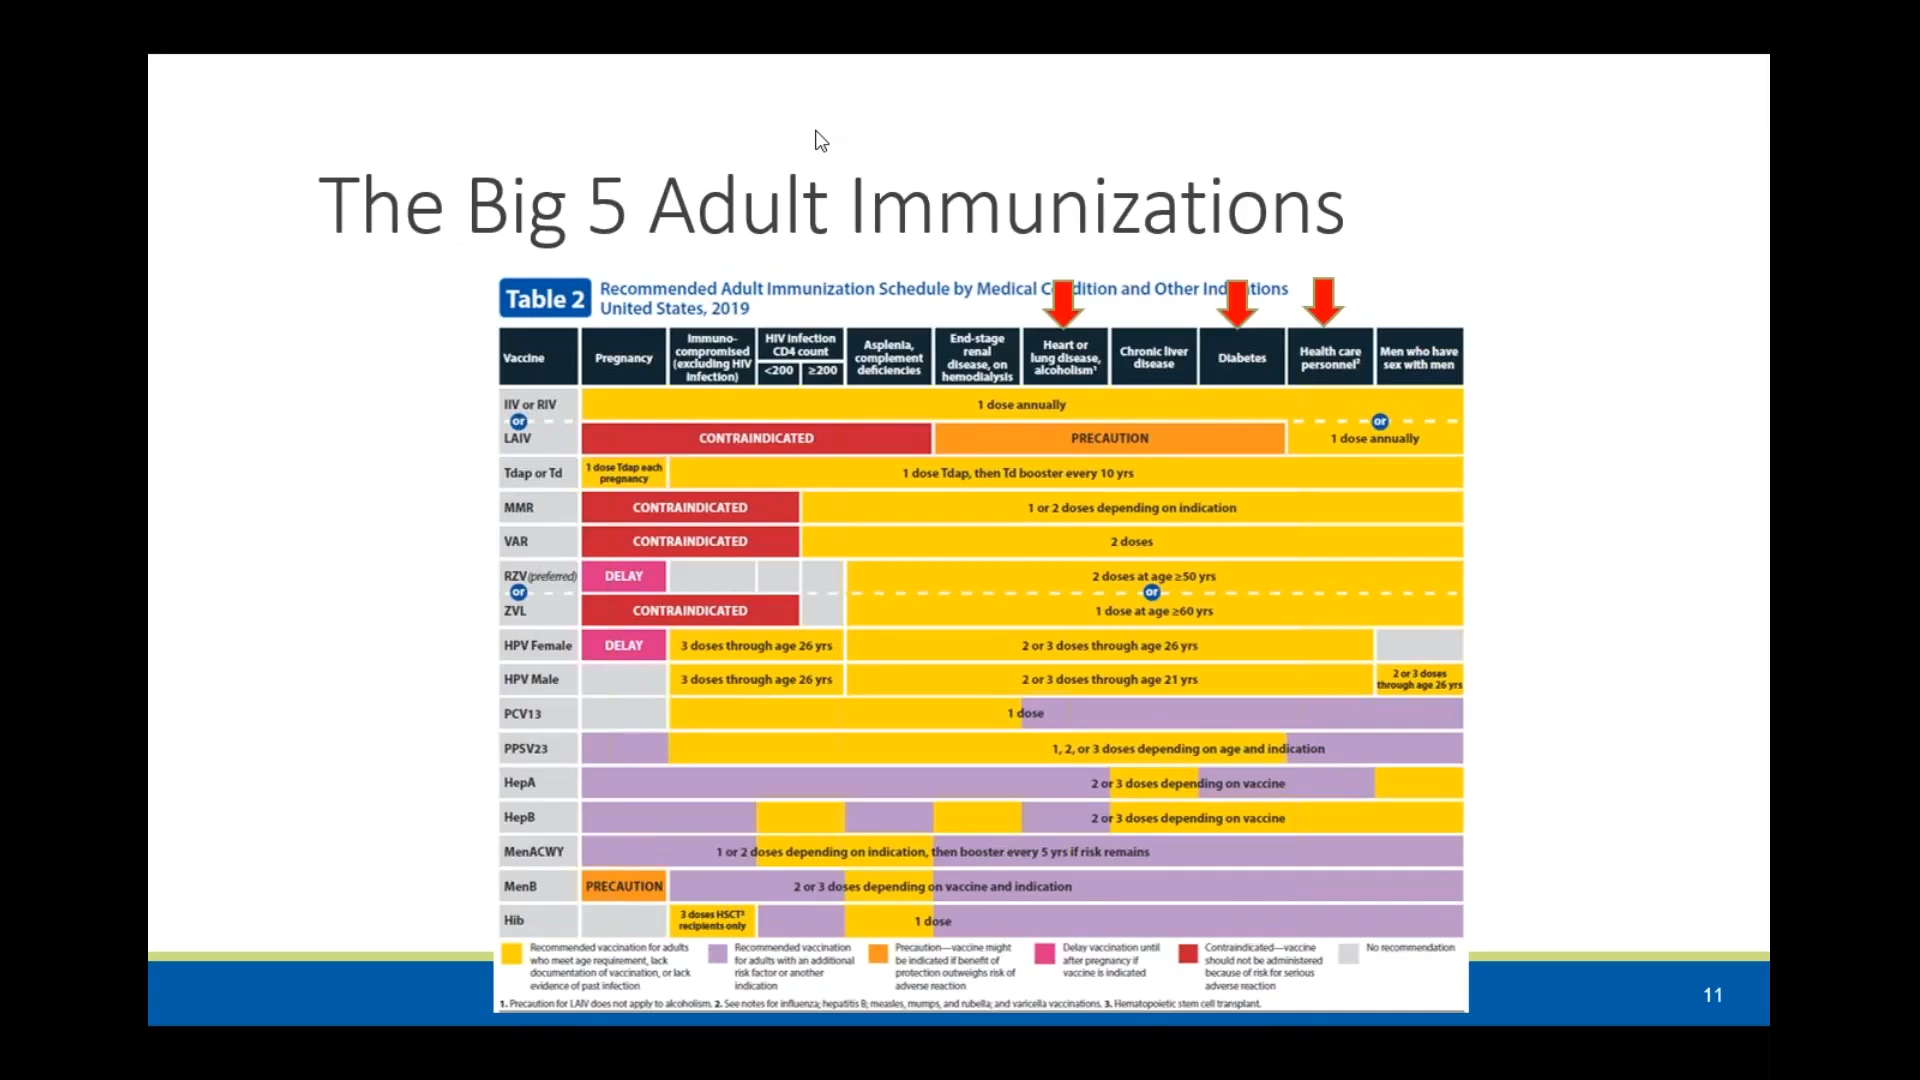 The Big 5 Adult Immunizations
Table 2
Recommended Adult Immunization Schedule by Medical
and Other
United States, 2019
Vaccine
Pregnancy
Immuno-
compromised
(excluding HIV
infection)
HIV infection
CD4 count
<200
≥200
Asplenia,
complement
deficiencies
End-stage
renal
disease, on
hemodialysis
Heart or
lung disease,
alcoholism¹
Chronic liver
disease
Diabetes
Health care
personnel²
Men who have
sex with men
IIV or RIV
1 dose annually
or
or
LAIV
CONTRAINDICATED
PRECAUTION
1 dose annually
Tdap or Td
1 dose Tdap each
pregnancy
1 dose Tdap, then Td booster every 10 yrs
MMR
CONTRAINDICATED
1 or 2 doses depending on indication
VAR
CONTRAINDICATED
2 doses
RZV (preferred)
DELAY
2 doses at age ≥50 yrs
or
or
ZVL
CONTRAINDICATED
1 dose at age ≥60 yrs
HPV Female
DELAY
3 doses through age 26 yrs
2 or 3 doses through age 26 yrs
HPV Male
3 doses through age 26 yrs
2 or 3 doses through age 21 yrs
2 or 3 doses
through age 26 yrs
PCV13
1 dose
PPSV23
1, 2, or 3 doses depending on age and indication
HepA
2 or 3 doses depending on vaccine
HepB
2 or 3 doses depending on vaccine
MenACWY
1 or 2 doses depending on indication, then booster every 5 yrs if risk remains
MenB
PRECAUTION
2 or 3 doses depending on vaccine and indication
Hib
3 doses HSCT³
recipients only
1 dose
Recommended vaccination for adults
who meet age requirement, lack
documentation of vaccination, or lack
evidence of past infection
Recommended vaccination
for adults with an additional
risk factor or another
indication
Precaution—vaccine might
be indicated if benefit of
protection outweighs risk of
adverse reaction
Delay vaccination until
after pregnancy if
vaccine is indicated
Contraindicated—vaccine
should not be administered
because of risk for serious
adverse reaction
No recommendation
1. Precaution for LAIV does not apply to alcoholism. 2. See notes for influenza; hepatitis B; measles, mumps, and rubella; and varicella vaccinations. 3. Hematopoietic stem cell transplant.
11